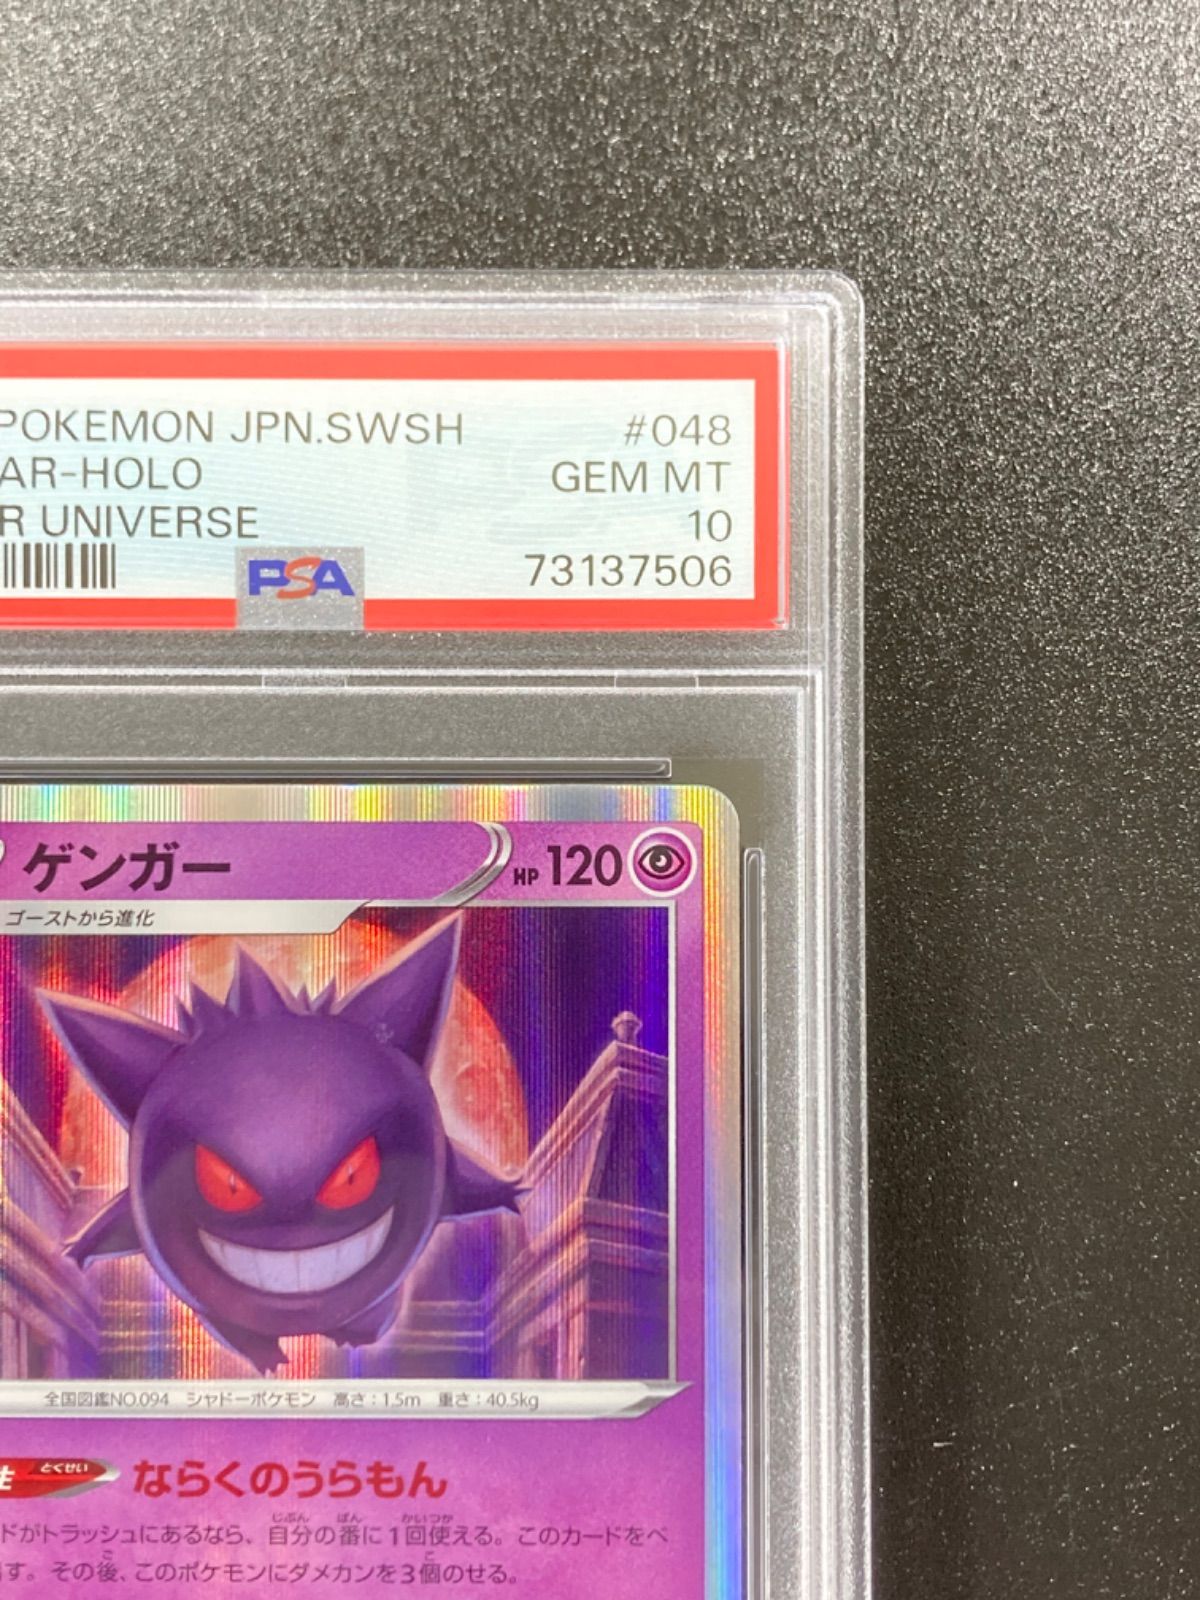 POKEMON JPN.SWSH #048
AR-HOLO GEM MT
R UNIVERSE 10
PSA 73137506
ゲンガー HP 120
ゴーストから進化
全国図鑑NO.094 シャドーポケモン 高さ:1.5m 重さ:40.5kg
とくせい ならくのうらもん
ドがトラッシュにあるなら、自分の番に1回使える。このカードをベ
す。その後、このポケモンにダメカンを3個のせる。